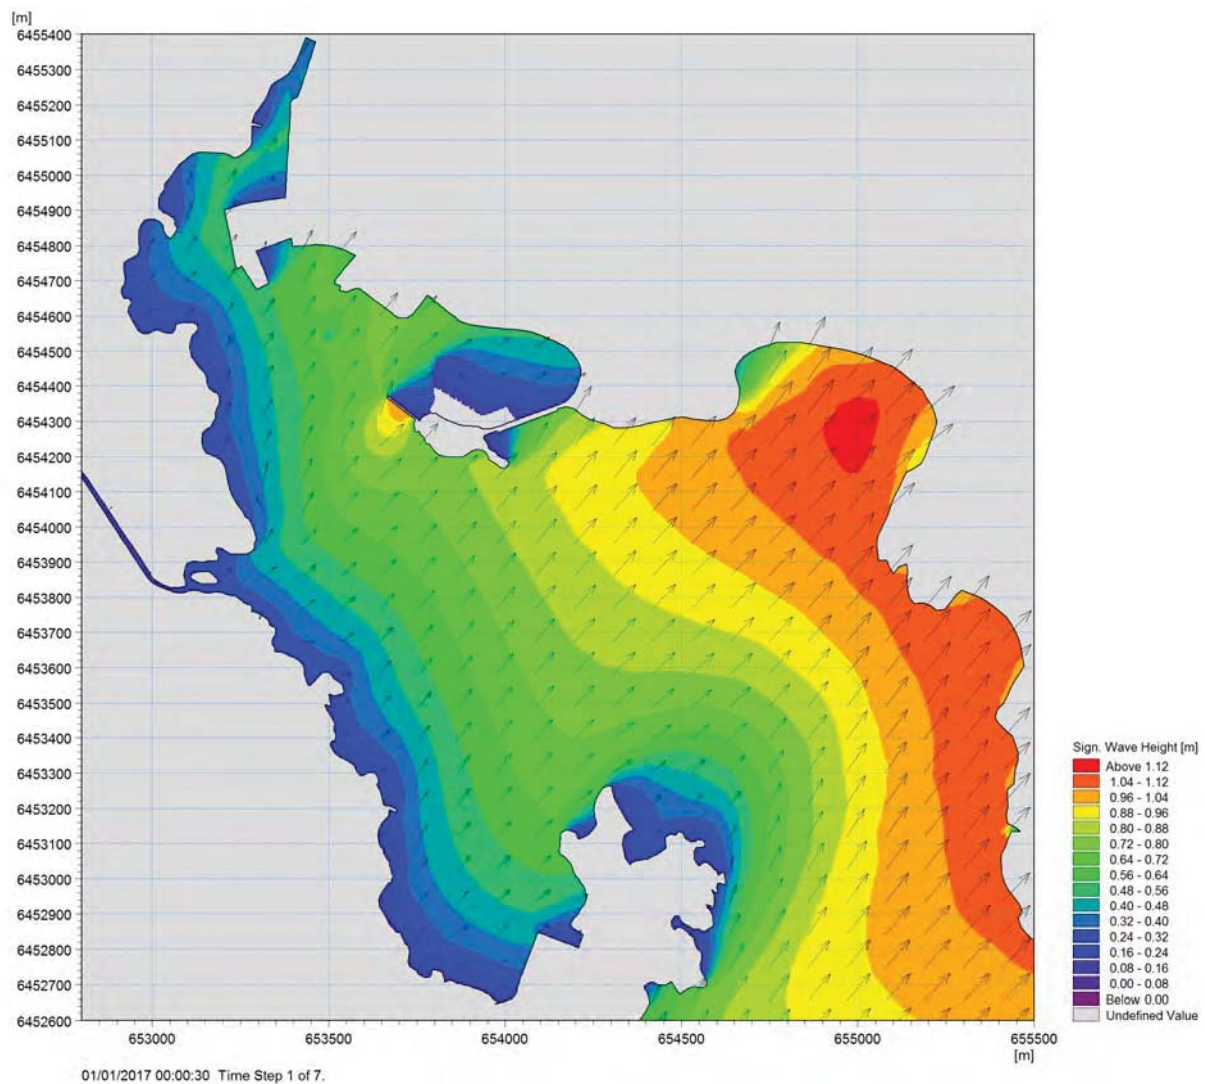 [m]
6455400
6455300
6455200
6455100
6455000
6454900
6454800
6454700
6454600
6454500
6454400
6454300
6454200
6454100
6454000
6453900
6453800
6453700
6453600
6453500
6453400
6453300
6453200
6453100
6453000
6452900
6452800
6452700
6452600
653000 653500 654000 654500 655000 655500
[m]
Sign. Wave Height [m]
Above 1.12
1.04 - 1.12
0.96 - 1.04
0.88 - 0.96
0.80 - 0.88
0.72 - 0.80
0.64 - 0.72
0.56 - 0.64
0.48 - 0.56
0.40 - 0.48
0.32 - 0.40
0.24 - 0.32
0.16 - 0.24
0.08 - 0.16
0.00 - 0.08
Below 0.00
Undefined Value
01/01/2017 00:00:30 Time Step 1 of 7.